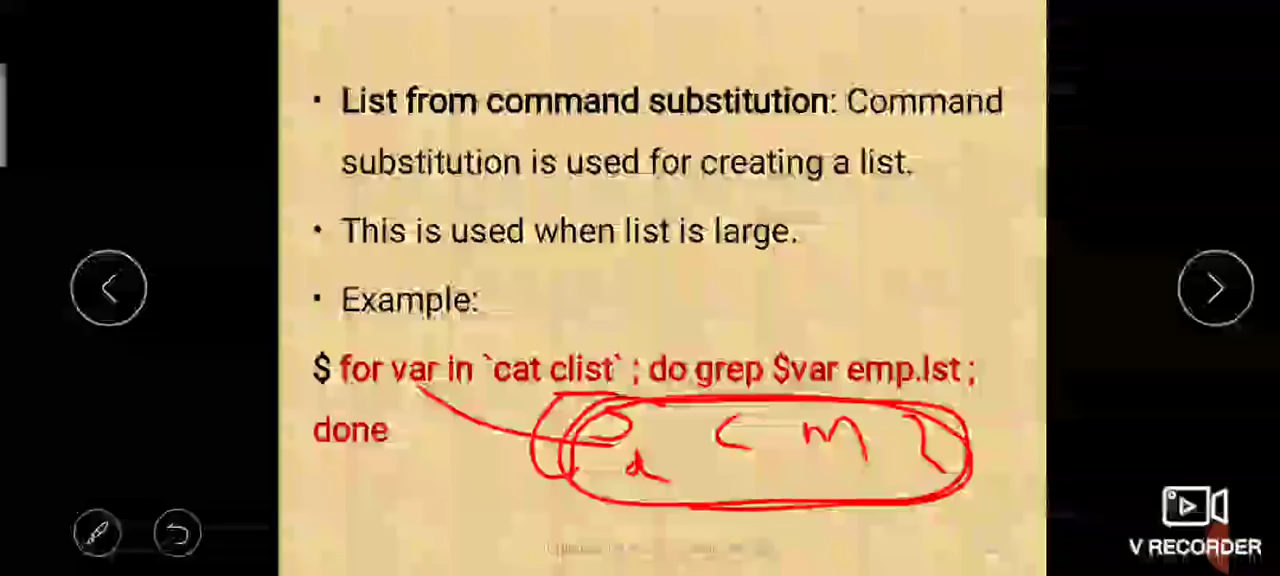 • List from command substitution: Command
substitution is used for creating a list.
• This is used when list is large.
• Example:
$ for var in `cat clist` ; do grep $var emp.lst ;
done
c m
V RECORDER